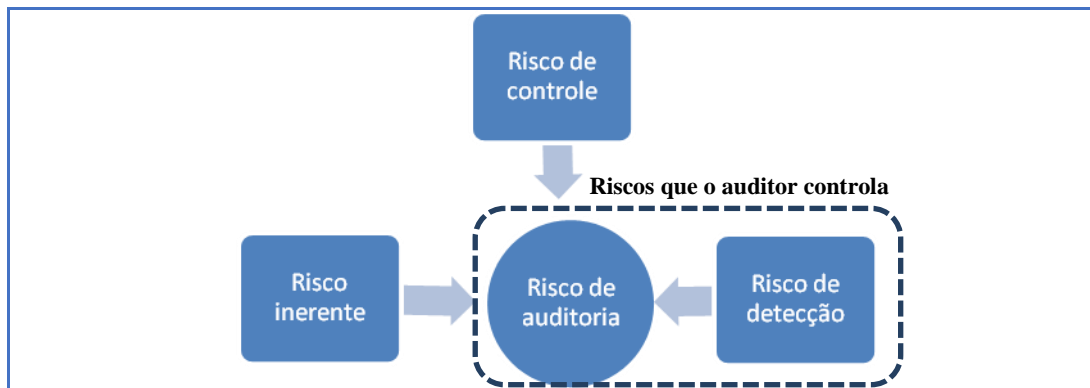 Risco de
controle
Riscos que o auditor controla
Risco
inerente
Risco de
auditoria
Risco de
detecção